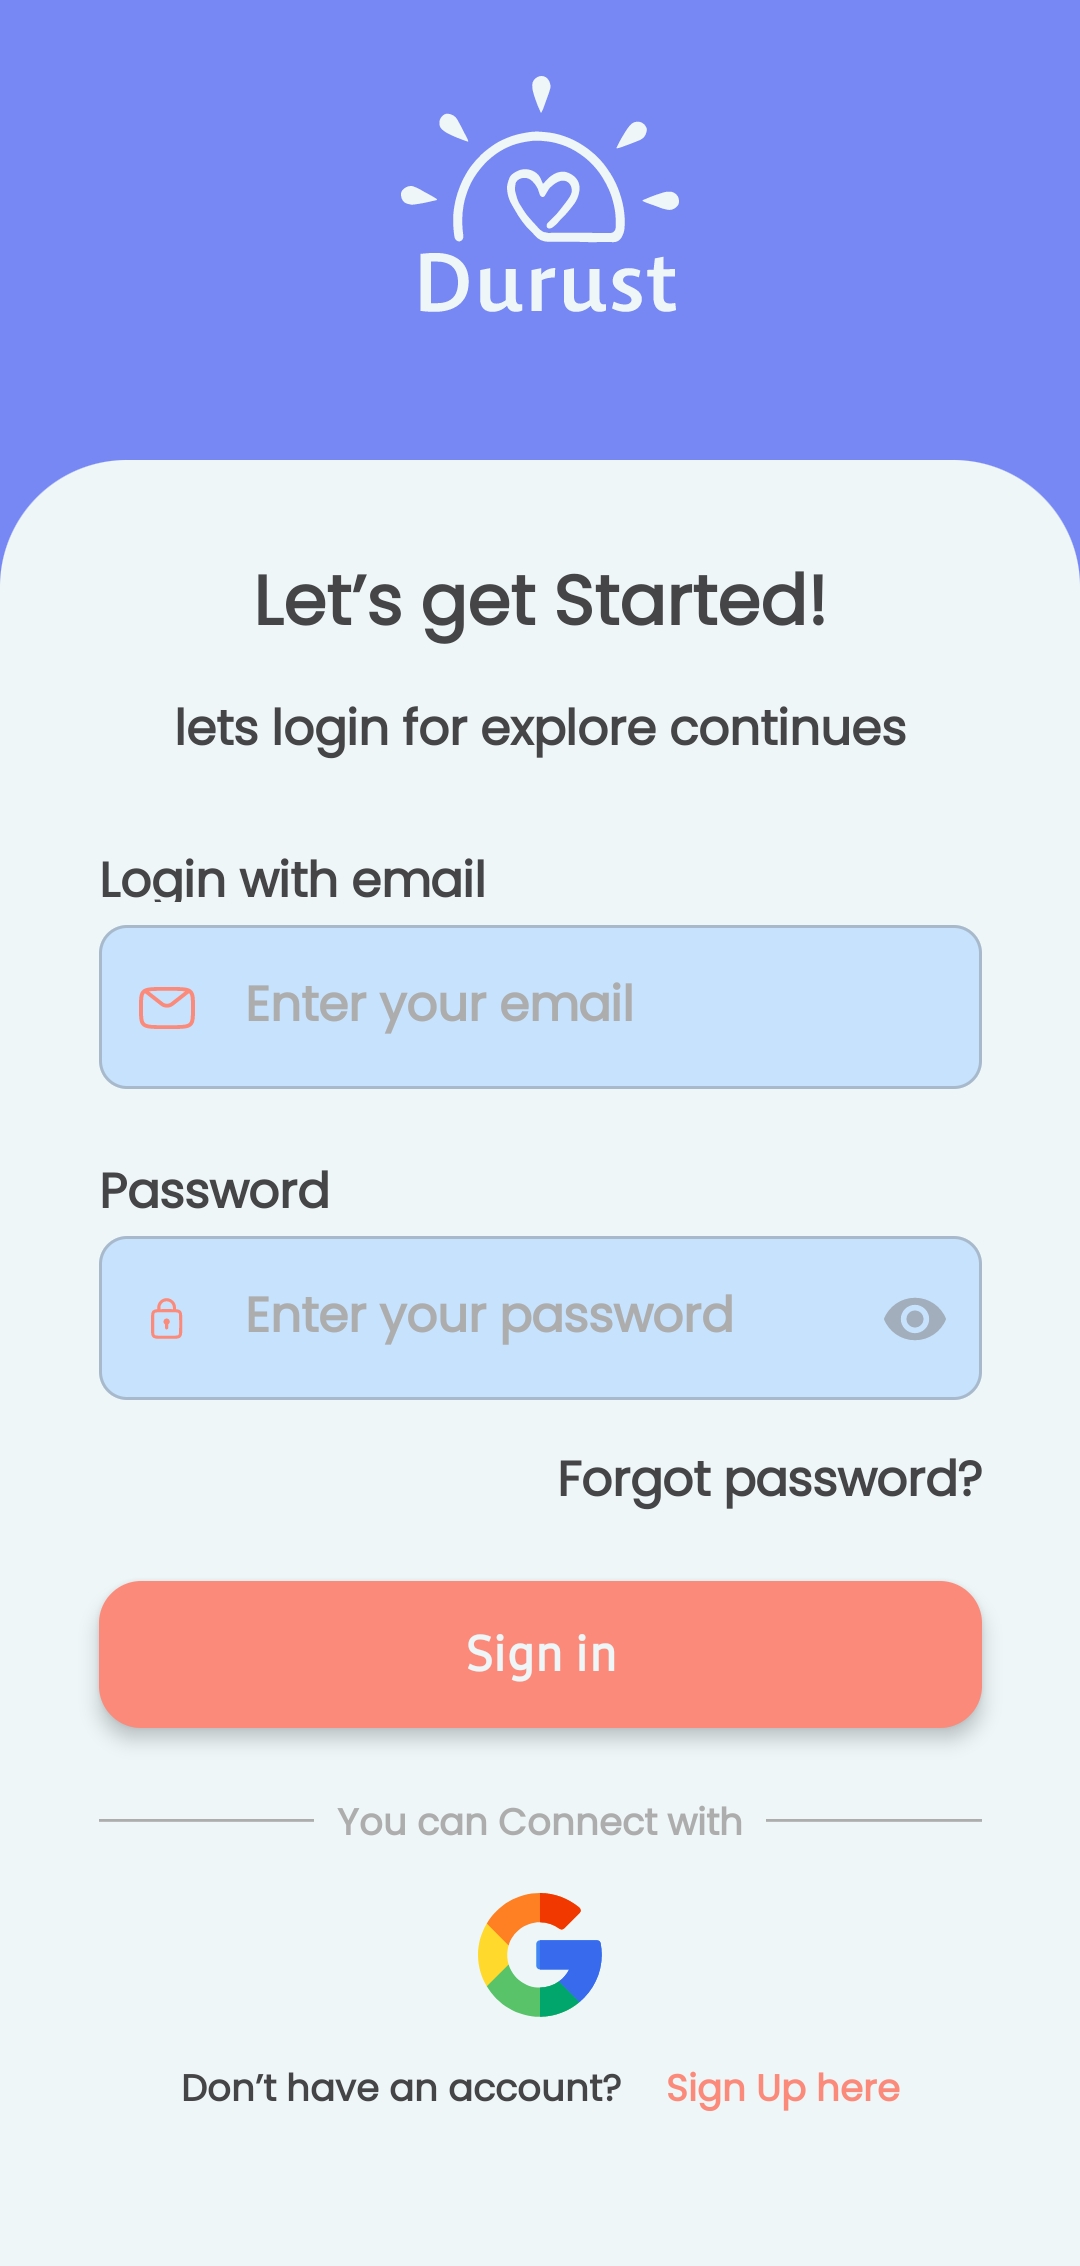 Durust
Let’s get Started!
lets login for explore continues
Login with email
Enter your email
Password
Enter your password
Forgot password?
Sign in
You can Connect with
Don’t have an account? Sign Up here